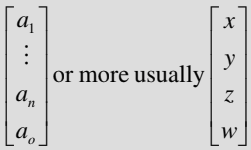 [a₁ ⋮ aₙ aₒ] or more usually [x y z w]